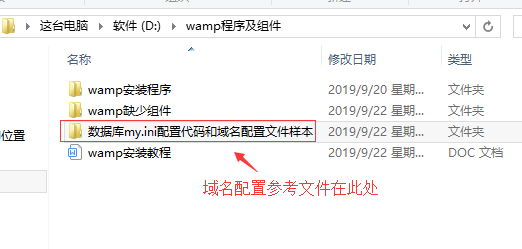 这台电脑 › 软件 (D:) › wamp程序及组件
名称 修改日期 类型
wamp安装程序 2019/9/20 星期... 文件夹
wamp缺少组件 2019/9/22 星期... 文件夹
位置 数据库my.ini配置代码和域名配置文件样本 2019/9/22 星期... 文件夹
wamp安装教程 2019/9/22 星期... DOC 文档
域名配置参考文件在此处